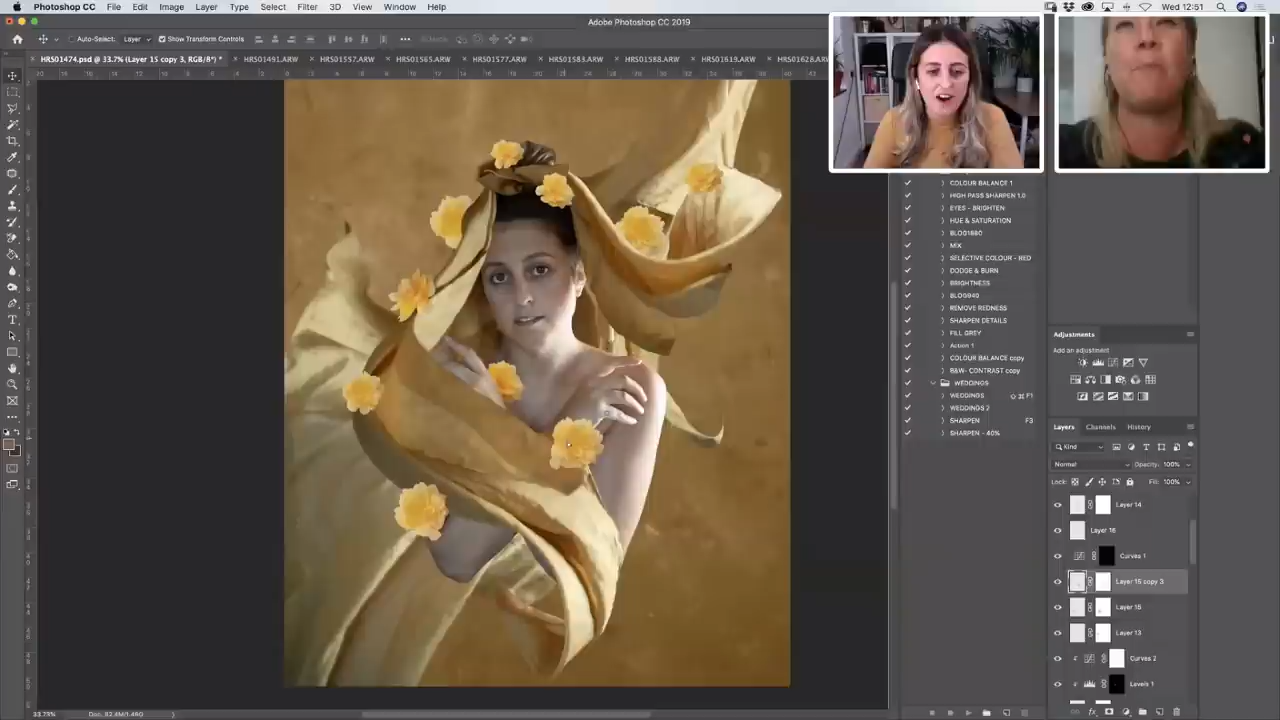 Photoshop CC File Edit Image Layer Type Select Filter 3D View Window Help Wed 12:51
Adobe Photoshop CC 2019
Auto-Select: Layer Show Transform Controls
HRS01474.psd @ 33.7% (Layer 15 copy 3, RGB/8*) * HRS01491.ARW HRS01557.ARW HRS01565.ARW HRS01577.ARW HRS01583.ARW HRS01588.ARW HRS01619.ARW HRS01628.ARW
COLOUR BALANCE 1
HIGH PASS SHARPEN 1.0
EYES - BRIGHTEN
HUE & SATURATION
BLOG1680
MIX
SELECTIVE COLOUR - RED
DODGE & BURN
BRIGHTNESS
BLOG940
REMOVE REDNESS
SHARPEN DETAILS
FILL GREY
Action 1
COLOUR BALANCE copy
B&W- CONTRAST copy
WEDDINGS
WEDDINGS F1
WEDDINGS 2
SHARPEN F3
SHARPEN - 40%
Adjustments
Add an adjustment
Layers Channels History
Kind
Normal Opacity: 100%
Lock: Fill: 100%
Layer 14
Layer 16
Curves 1
Layer 15 copy 3
Layer 15
Layer 13
Curves 2
Levels 1